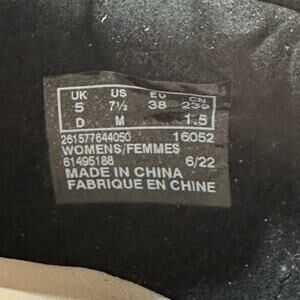 UK US EU CN
5 7½ 38 235
D M 1.5
261577644050 16052
WOMENS/FEMMES
61495188 6/22
MADE IN CHINA
FABRIQUE EN CHINE